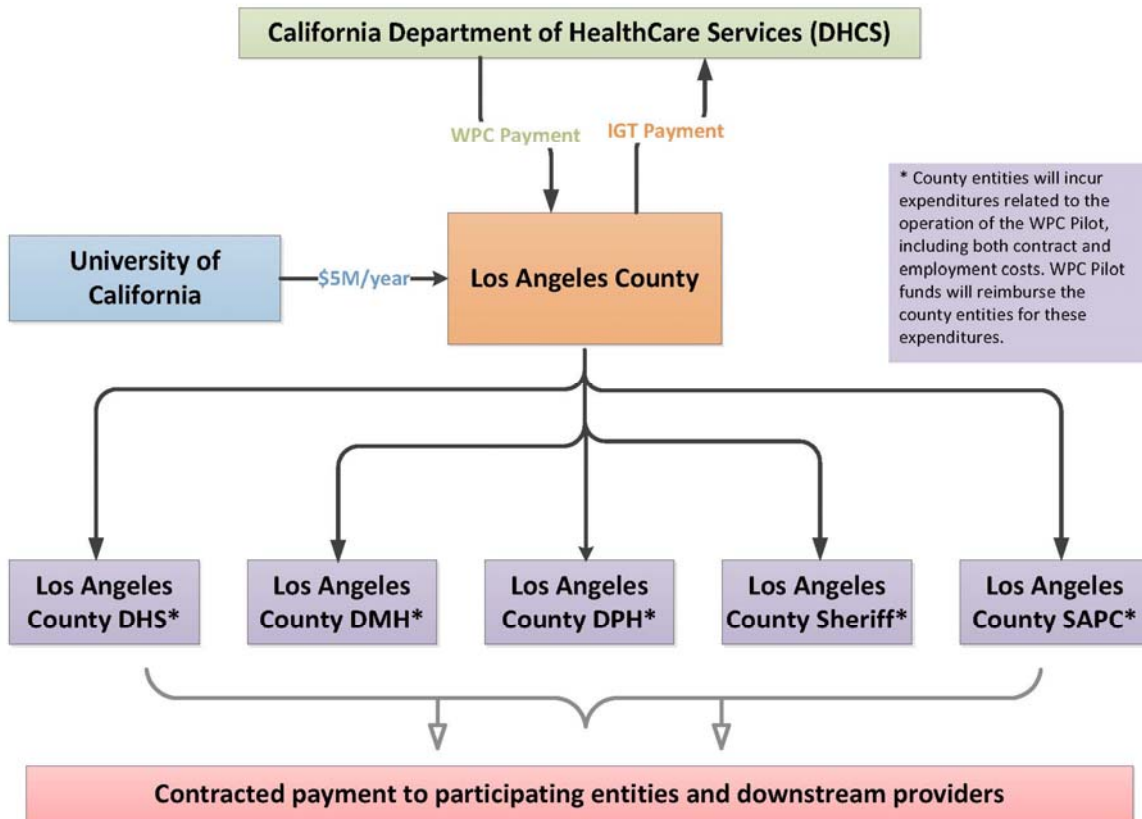 California Department of HealthCare Services (DHCS)
WPC Payment
IGT Payment
* County entities will incur
expenditures related to the
operation of the WPC Pilot,
including both contract and
employment costs. WPC Pilot
funds will reimburse the
county entities for these
expenditures.
University of
California
$5M/year
Los Angeles County
Los Angeles
County DHS*
Los Angeles
County DMH*
Los Angeles
County DPH*
Los Angeles
County Sheriff*
Los Angeles
County SAPC*
Contracted payment to participating entities and downstream providers